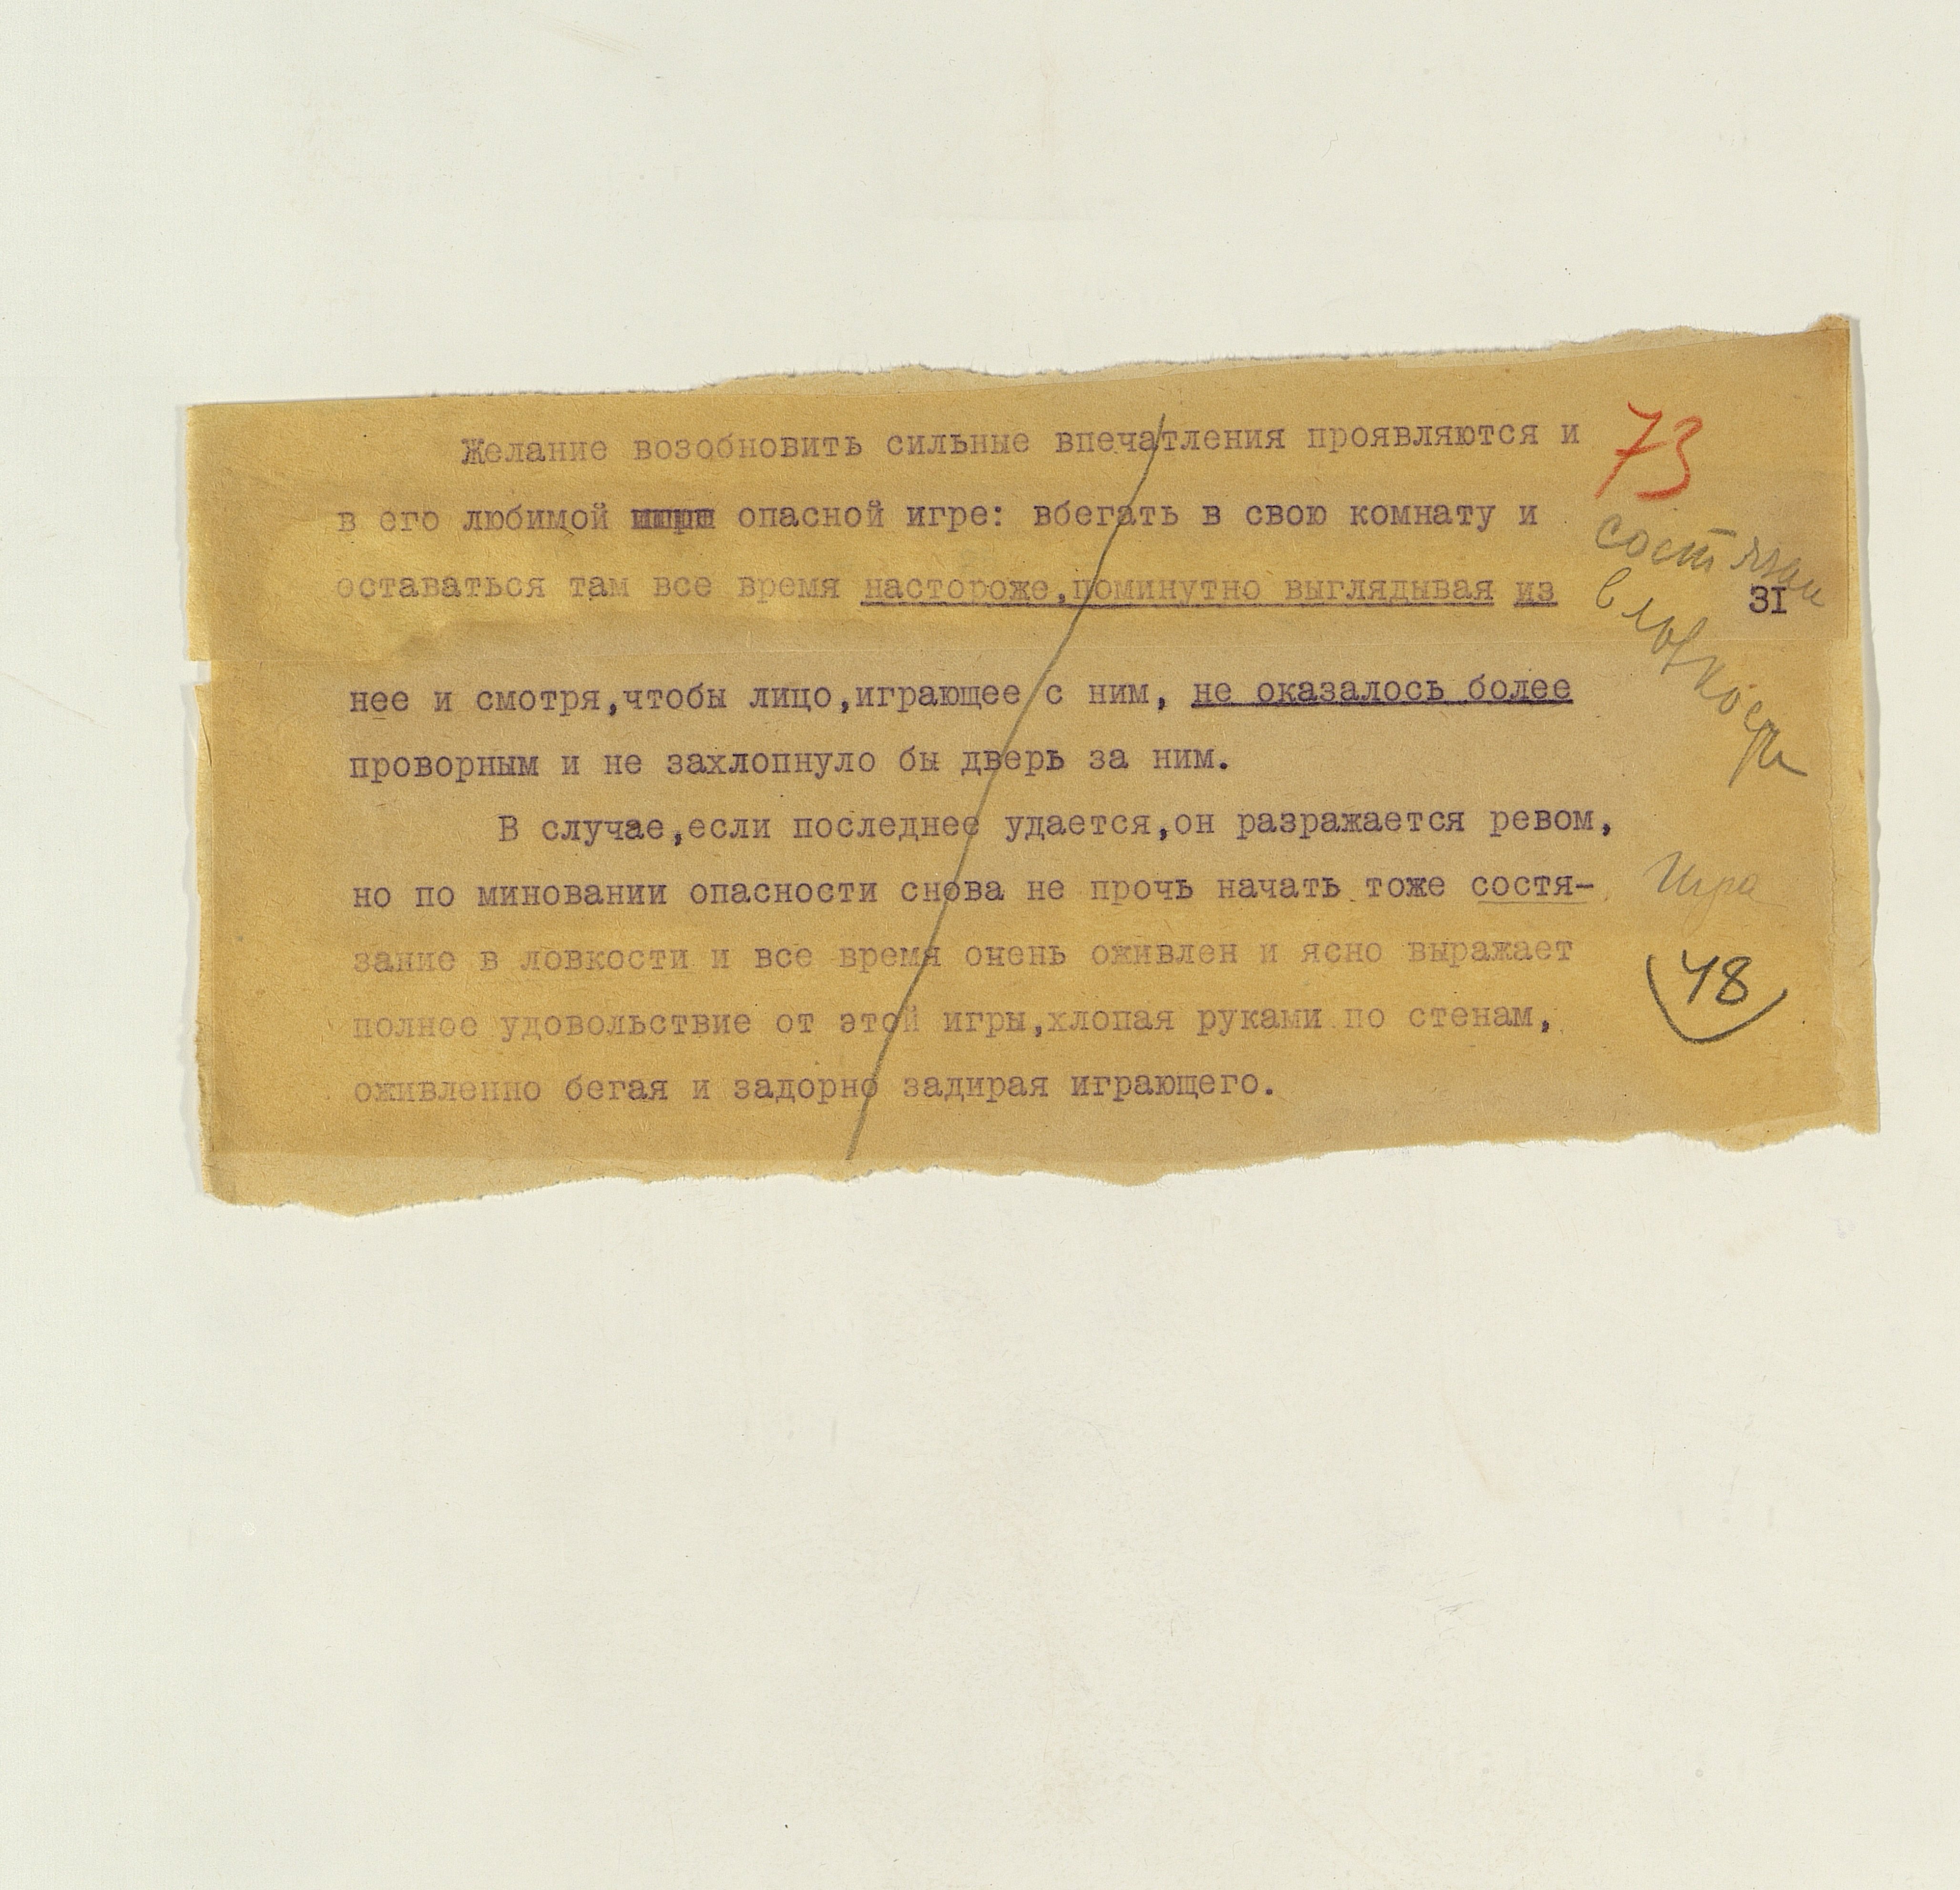 Желание возобновить сильные впечатления проявляются и
73
в его любимой опасной игре: вбегать в свою комнату и
состязан
оставаться там все время настороже,поминутно выглядывая из
31
в ловкости
нее и смотря,чтобы лицо,играющее с ним, не оказалось более
проворным и не захлопнуло бы дверь за ним.
В случае,если последнее удается,он разражается ревом,
но по миновании опасности снова не прочь начать тоже состя-
Игра
зание в ловкости и все время онень оживлен и ясно выражает
48
полное удовольствие от этой игры,хлопая руками по стенам,
оживленно бегая и задорно задирая играющего.